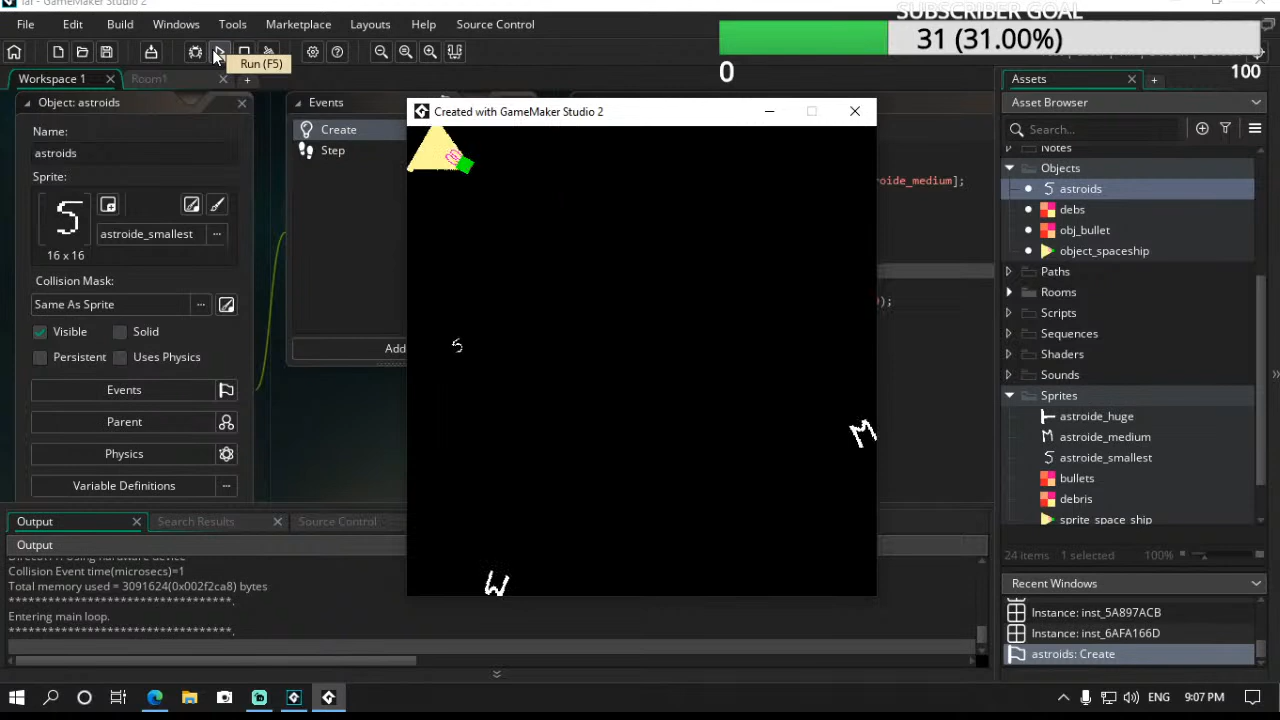 GameMaker Studio 2
SUBSCRIBER GOAL
File Edit Build Windows Tools Marketplace Layouts Help Source Control
31 (31.00%)
0
100
Run (F5)
Workspace 1
Room1
Object: astroids
Events
Created with GameMaker Studio 2
Assets
Asset Browser
Search...
Name:
astroids
Sprite:
S
astroide_smallest
16 x 16
Collision Mask:
Same As Sprite
Visible
Solid
Persistent
Uses Physics
Events
Parent
Physics
Variable Definitions
Create
Step
Add
roide_medium];
);
S
M
Notes
Objects
astroids
debs
obj_bullet
object_spaceship
Paths
Rooms
Scripts
Sequences
Shaders
Sounds
Sprites
astroide_huge
astroide_medium
astroide_smallest
bullets
debris
sprite_space_ship
24 items 1 selected 100%
Recent Windows
Instance: inst_5A897ACB
Instance: inst_6AFA166D
astroids: Create
Output
Search Results
Source Control
Output
Direct3D11: Using hardware device
Collision Event time(microsecs)=1
Total memory used = 3091624(0x002f2ca8) bytes
**********************************.
Entering main loop.
**********************************.
ENG
9:07 PM